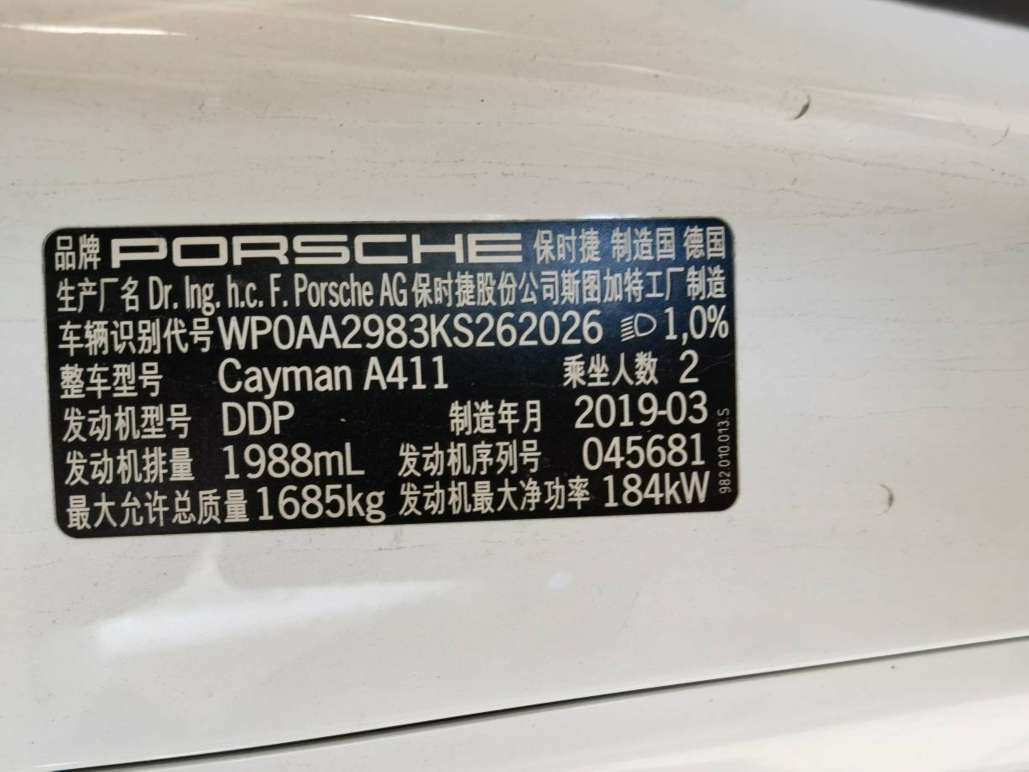 品牌 PORSCHE 保时捷 制造国 德国
生产厂名 Dr. Ing. h.c. F. Porsche AG 保时捷股份公司斯图加特工厂制造
车辆识别代号 WP0AA2983KS262026 1,0%
整车型号 Cayman A411 乘坐人数 2
发动机型号 DDP 制造年月 2019-03
发动机排量 1988mL 发动机序列号 045681
最大允许总质量 1685kg 发动机最大净功率 184kW
982.010.013.S